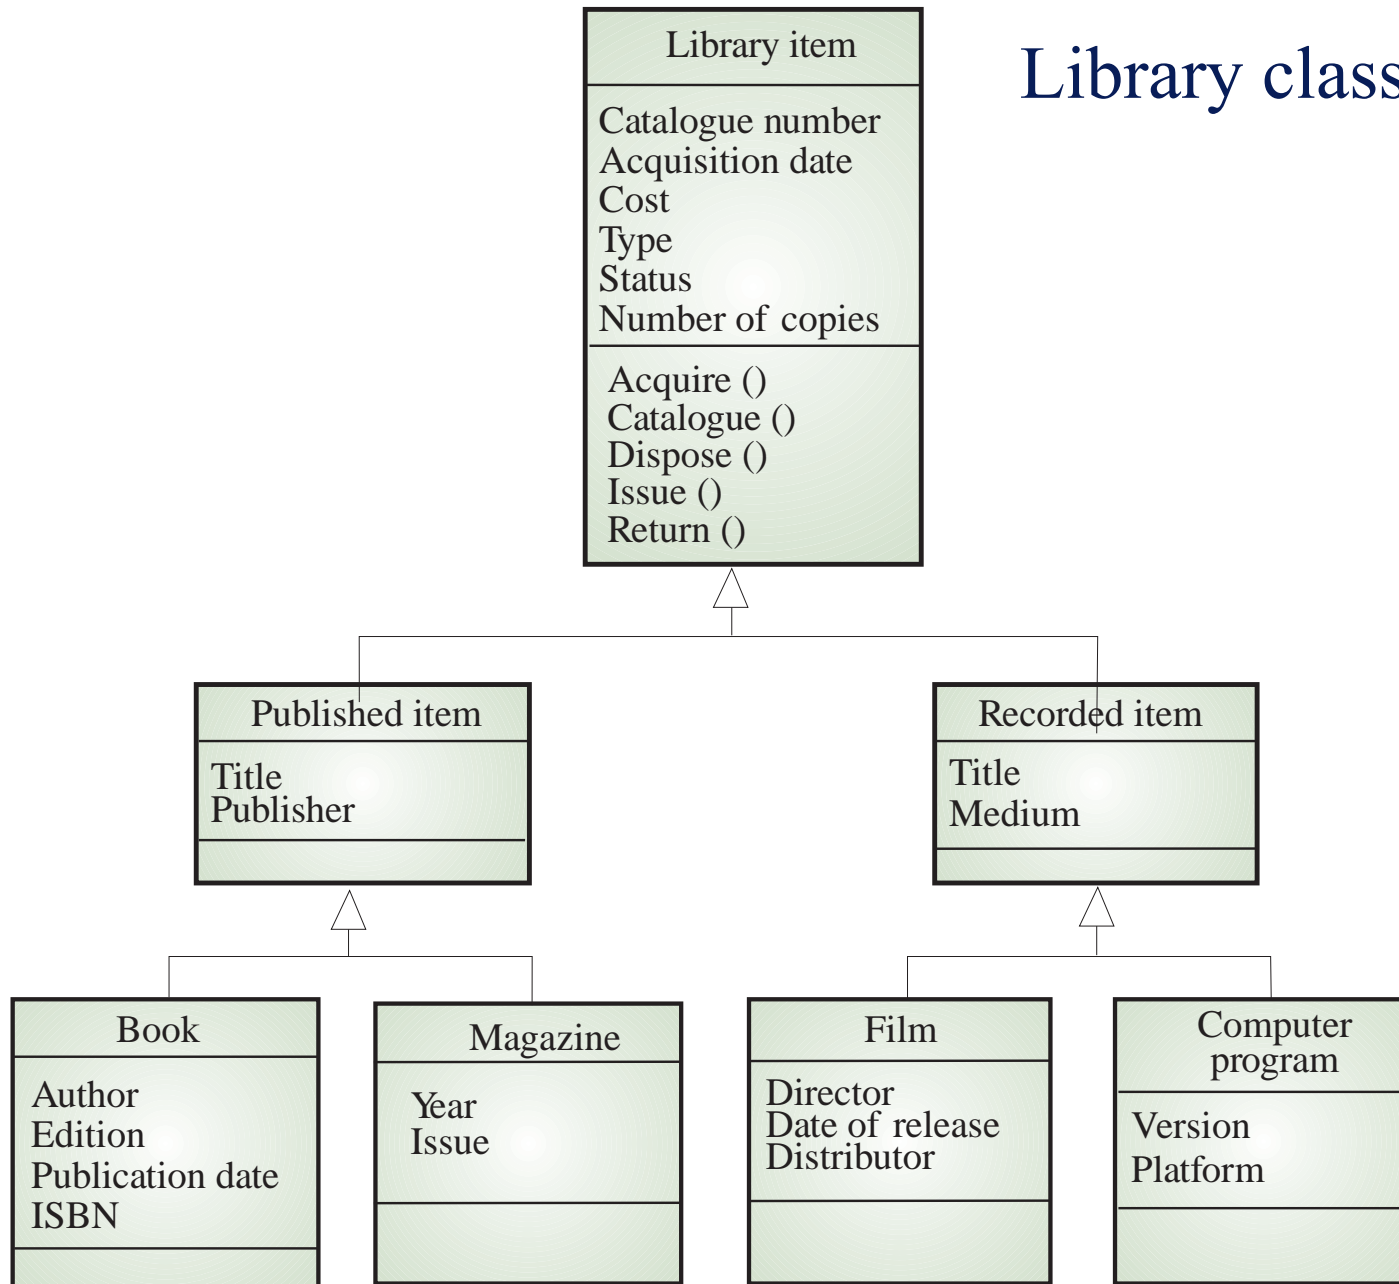 Library item
Library class
Catalogue number
Acquisition date
Cost
Type
Status
Number of copies
Acquire ()
Catalogue ()
Dispose ()
Issue ()
Return ()
Published item
Title
Publisher
Recorded item
Title
Medium
Book
Author
Edition
Publication date
ISBN
Magazine
Year
Issue
Film
Director
Date of release
Distributor
Computer
program
Version
Platform